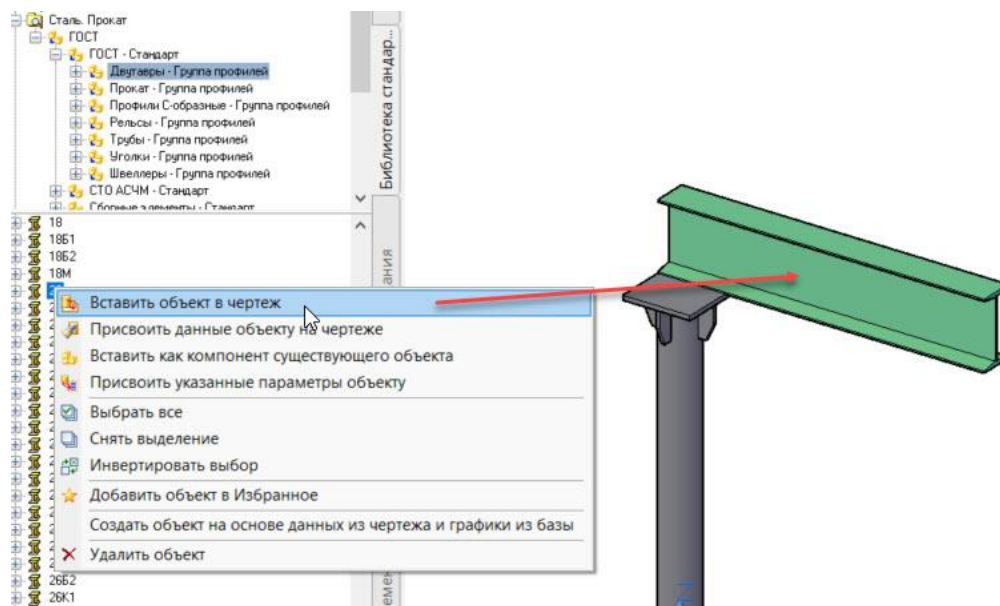 Сталь. Прокат
ГОСТ
ГОСТ - Стандарт
Двутавры - Группа профилей
Прокат - Группа профилей
Профили С-образные - Группа профилей
Рельсы - Группа профилей
Трубы - Группа профилей
Уголки - Группа профилей
Швеллеры - Группа профилей
СТО АСЧМ - Стандарт
Сборные элементы - Стандарт
Библиотека стандар...
18
18Б1
18Б2
18М
Вставить объект в чертеж
Присвоить данные объекту на чертеже
Вставить как компонент существующего объекта
Присвоить указанные параметры объекту
Выбрать все
Снять выделение
Инвертировать выбор
Добавить объект в Избранное
Создать объект на основе данных из чертежа и графики из базы
Удалить объект
26Б2
26К1